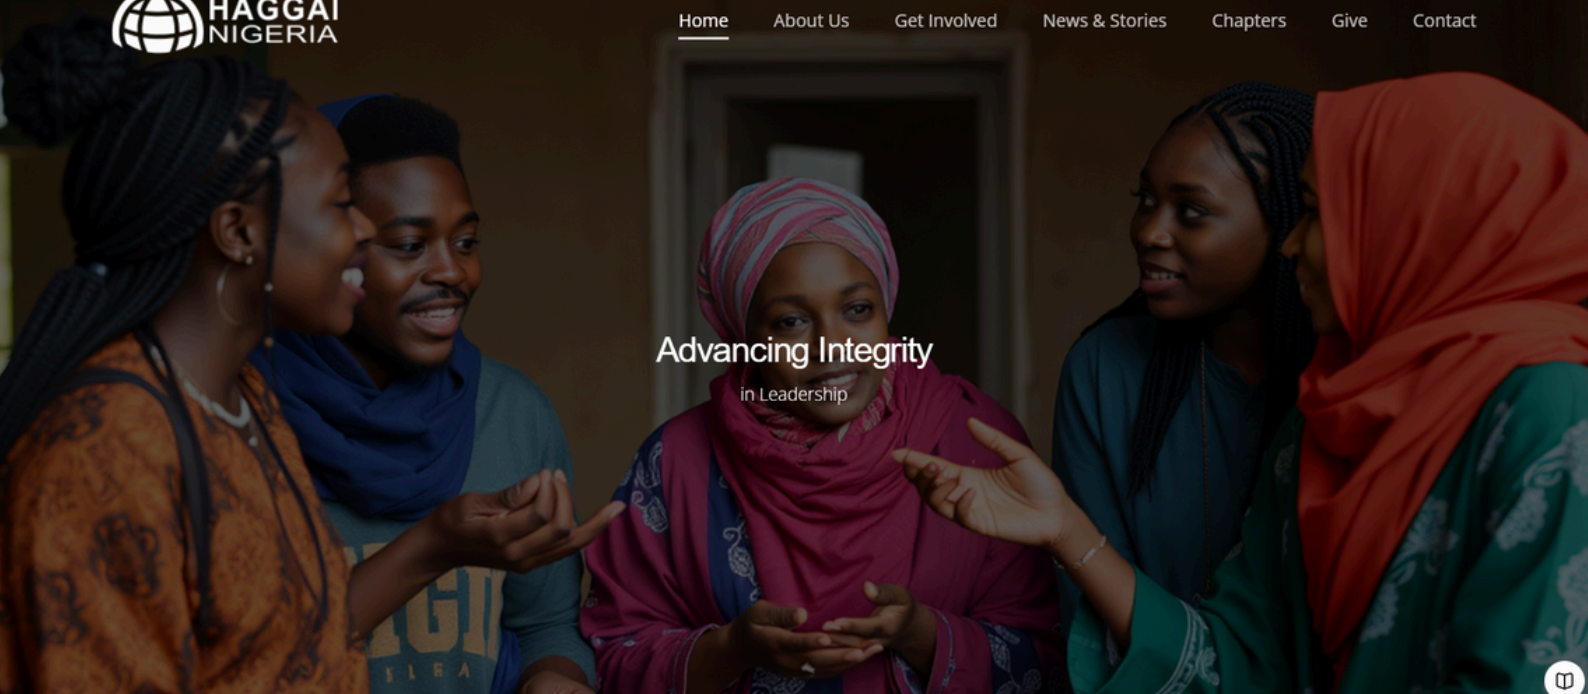 HAGGAI
NIGERIA
Home About Us Get Involved News & Stories Chapters Give Contact
Advancing Integrity
in Leadership